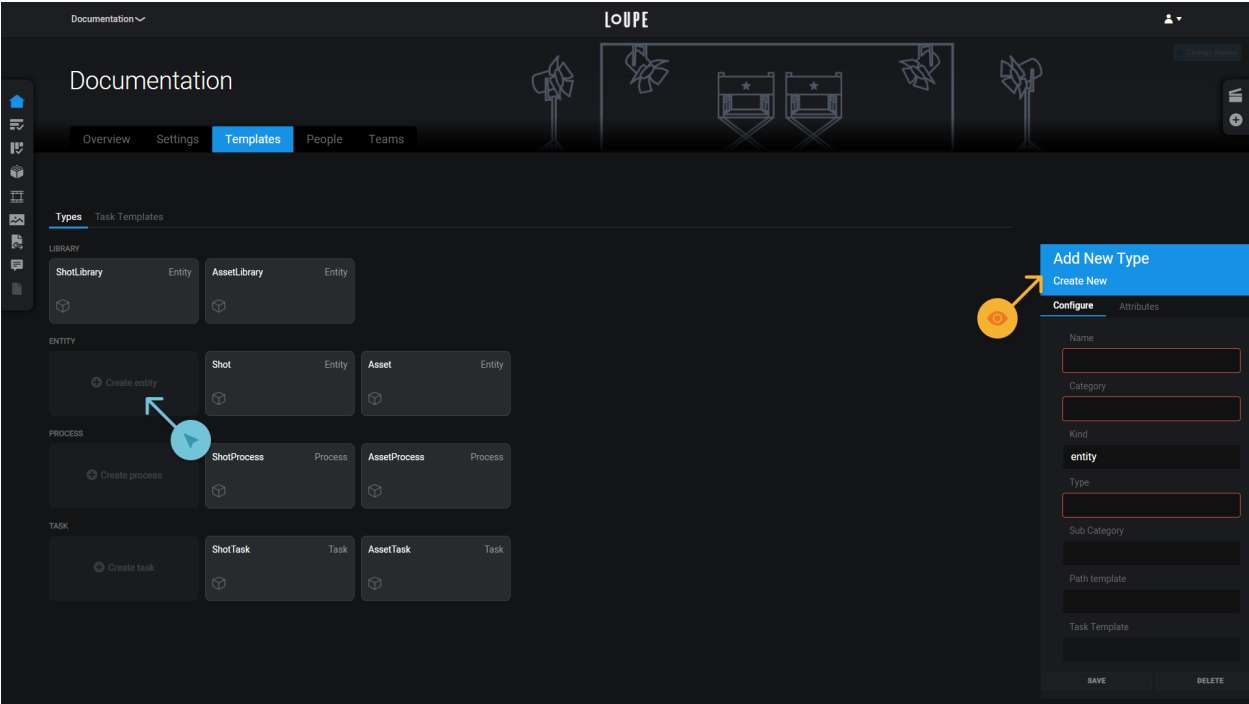 Documentation
LOUPE
Change Banner
Documentation
Overview Settings Templates People Teams
Types Task Templates
LIBRARY
ShotLibrary Entity AssetLibrary Entity
ENTITY
Create entity Shot Entity Asset Entity
PROCESS
Create process ShotProcess Process AssetProcess Process
TASK
Create task ShotTask Task AssetTask Task
Add New Type
Create New
Configure Attributes
Name
Category
Kind
entity
Type
Sub Category
Path template
Task Template
SAVE DELETE